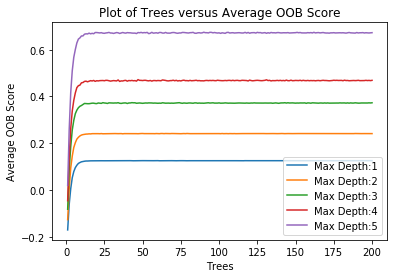 Plot of Trees versus Average OOB Score
Average OOB Score
0.6
0.4
0.2
0.0
−0.2
0
25
50
75
100
125
150
175
200
Trees
Max Depth:1
Max Depth:2
Max Depth:3
Max Depth:4
Max Depth:5